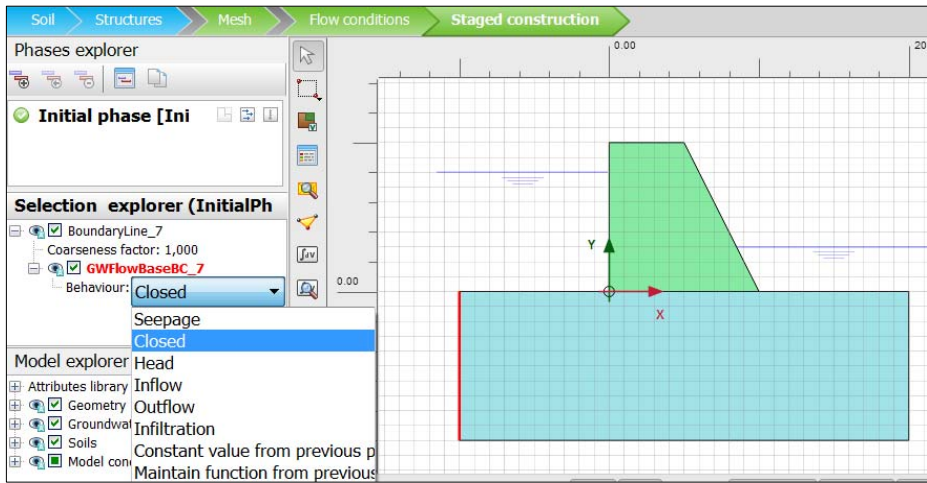 Soil Structures Mesh Flow conditions Staged construction
Phases explorer
Initial phase [Ini
Selection explorer (InitialPh
BoundaryLine_7
Coarseness factor: 1,000
GWFlowBaseBC_7
Behaviour: Closed
Seepage
Closed
Head
Inflow
Outflow
Infiltration
Constant value from previous p
Maintain function from previous
Model explorer
Attributes library
Geometry
Groundwat
Soils
Model cond
0.00 20
0.00
Y
X